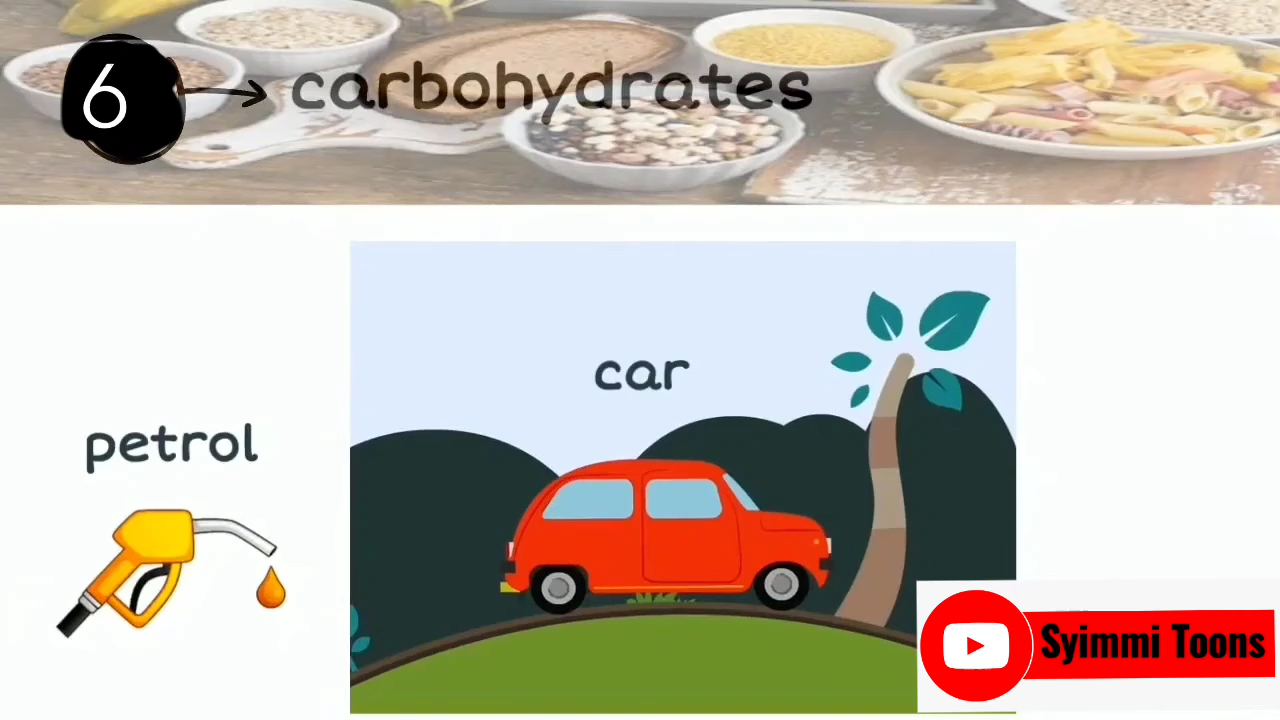 6 → carbohydrates
car
petrol
Syimmi Toons